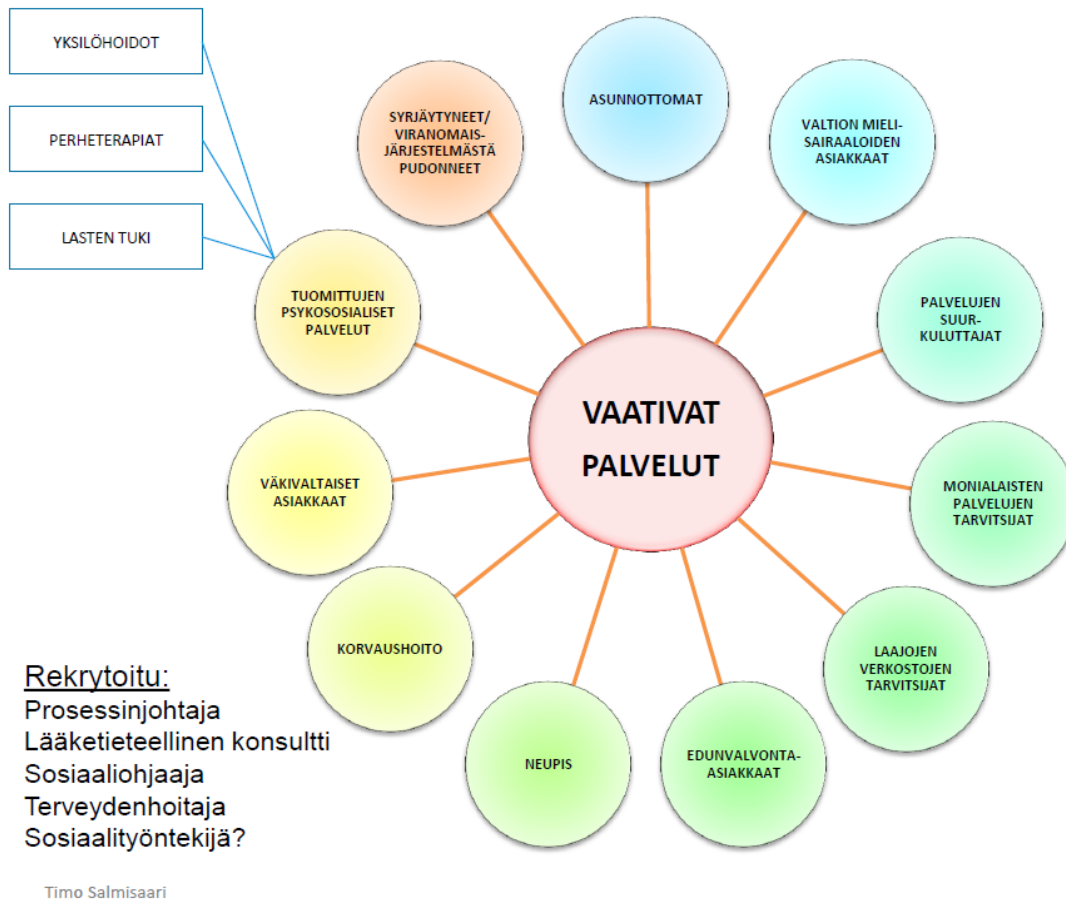 YKSILÖHOIDOT
PERHETERAPIAT
LASTEN TUKI
ASUNNOTTOMAT
VALTION MIELI-
SAIRAALOIDEN
ASIAKKAAT
PALVELUJEN
SUUR-
KULUTTAJAT
MONIALAISTEN
PALVELUJEN
TARVITSIJAT
LAAJOJEN
VERKOSTOJEN
TARVITSIJAT
EDUNVALVONTA-
ASIAKKAAT
NEUPIS
KORVAUSHOITO
VÄKIVALTAISET
ASIAKKAAT
TUOMITTUJEN
PSYKOSOSIALISET
PALVELUT
SYRJÄYTYNEET/
VIRANOMAIS-
JÄRJESTELMÄSTÄ
PUDONNEET
VAATIVAT
PALVELUT
Rekrytoitu:
Prosessinjohtaja
Lääketieteellinen konsultti
Sosiaaliohjaaja
Terveydenhoitaja
Sosiaalityöntekijä?
Timo Salmisaari